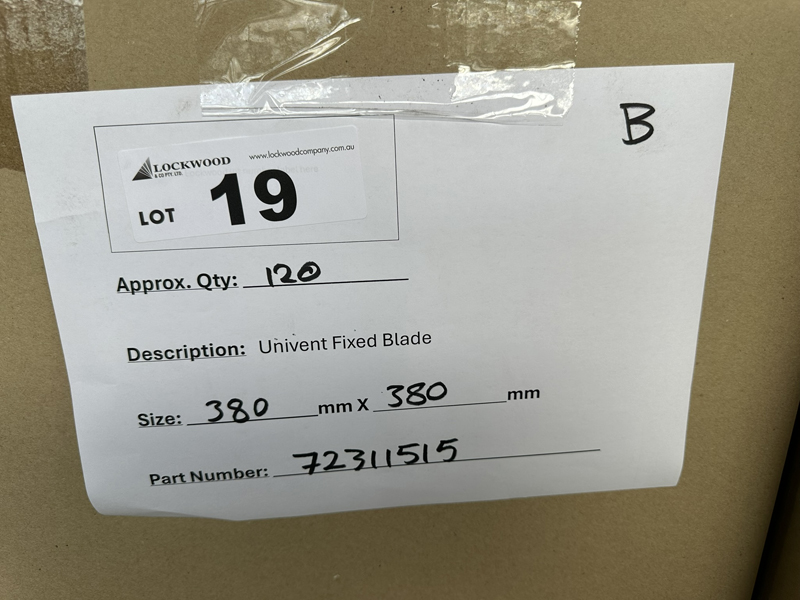 B
LOCKWOOD
& CO PTY. LTD.
www.lockwoodcompany.com.au
LOT 19
Approx. Qty: 120
Description: Univent Fixed Blade
Size: 380 mm X 380 mm
Part Number: 72311515